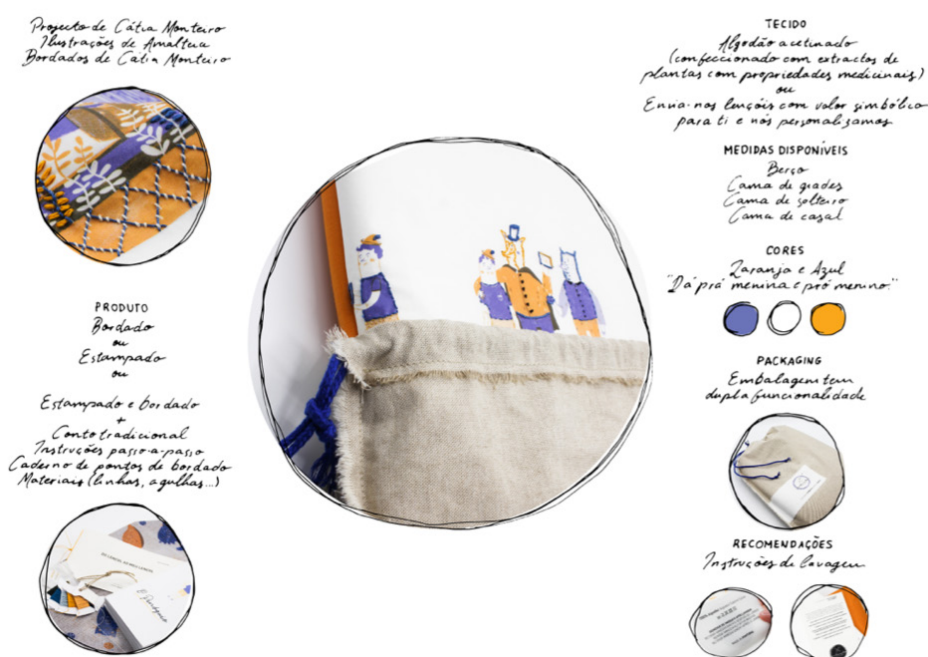 Projecto de Cátia Monteiro
Ilustrações de Amalteia
Bordados de Cátia Monteiro
PRODUTO
Bordado
ou
Estampado
ou
Estampado e bordado
+
Conto tradicional
Instruções passo-a-passo
Caderno de pontos de bordado
Materiais (linhas, agulhas...)
TECIDO
Algodão acetinado
(confeccionado com extractos de
plantas com propriedades medicinais)
ou
Envia-nos lençóis com valor simbólico
para ti e nós personalizamos
MEDIDAS DISPONÍVEIS
Berço
Cama de grades
Cama de solteiro
Cama de casal
CORES
Laranja e Azul
"Dá prá menina e pró menino."
PACKAGING
Embalagem tem
dupla funcionalidade
RECOMENDAÇÕES
Instruções de lavagem